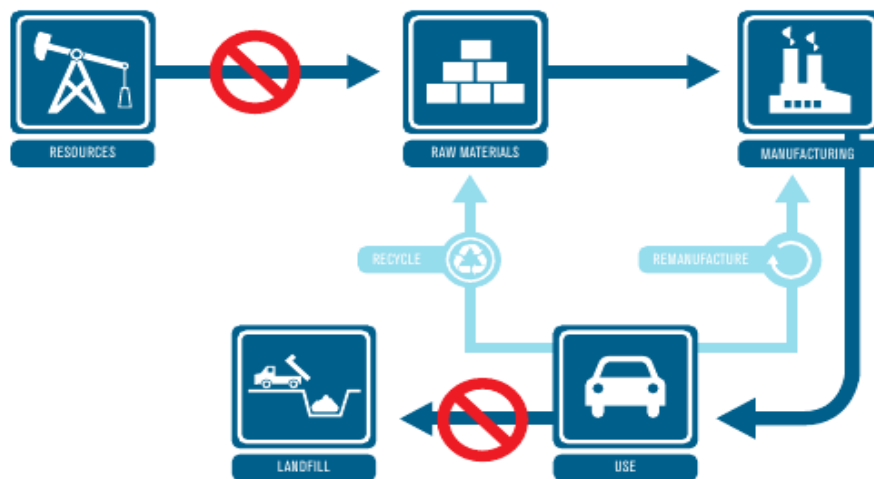 RESOURCES
RAW MATERIALS
MANUFACTURING
RECYCLE
REMANUFACTURE
LANDFILL
USE